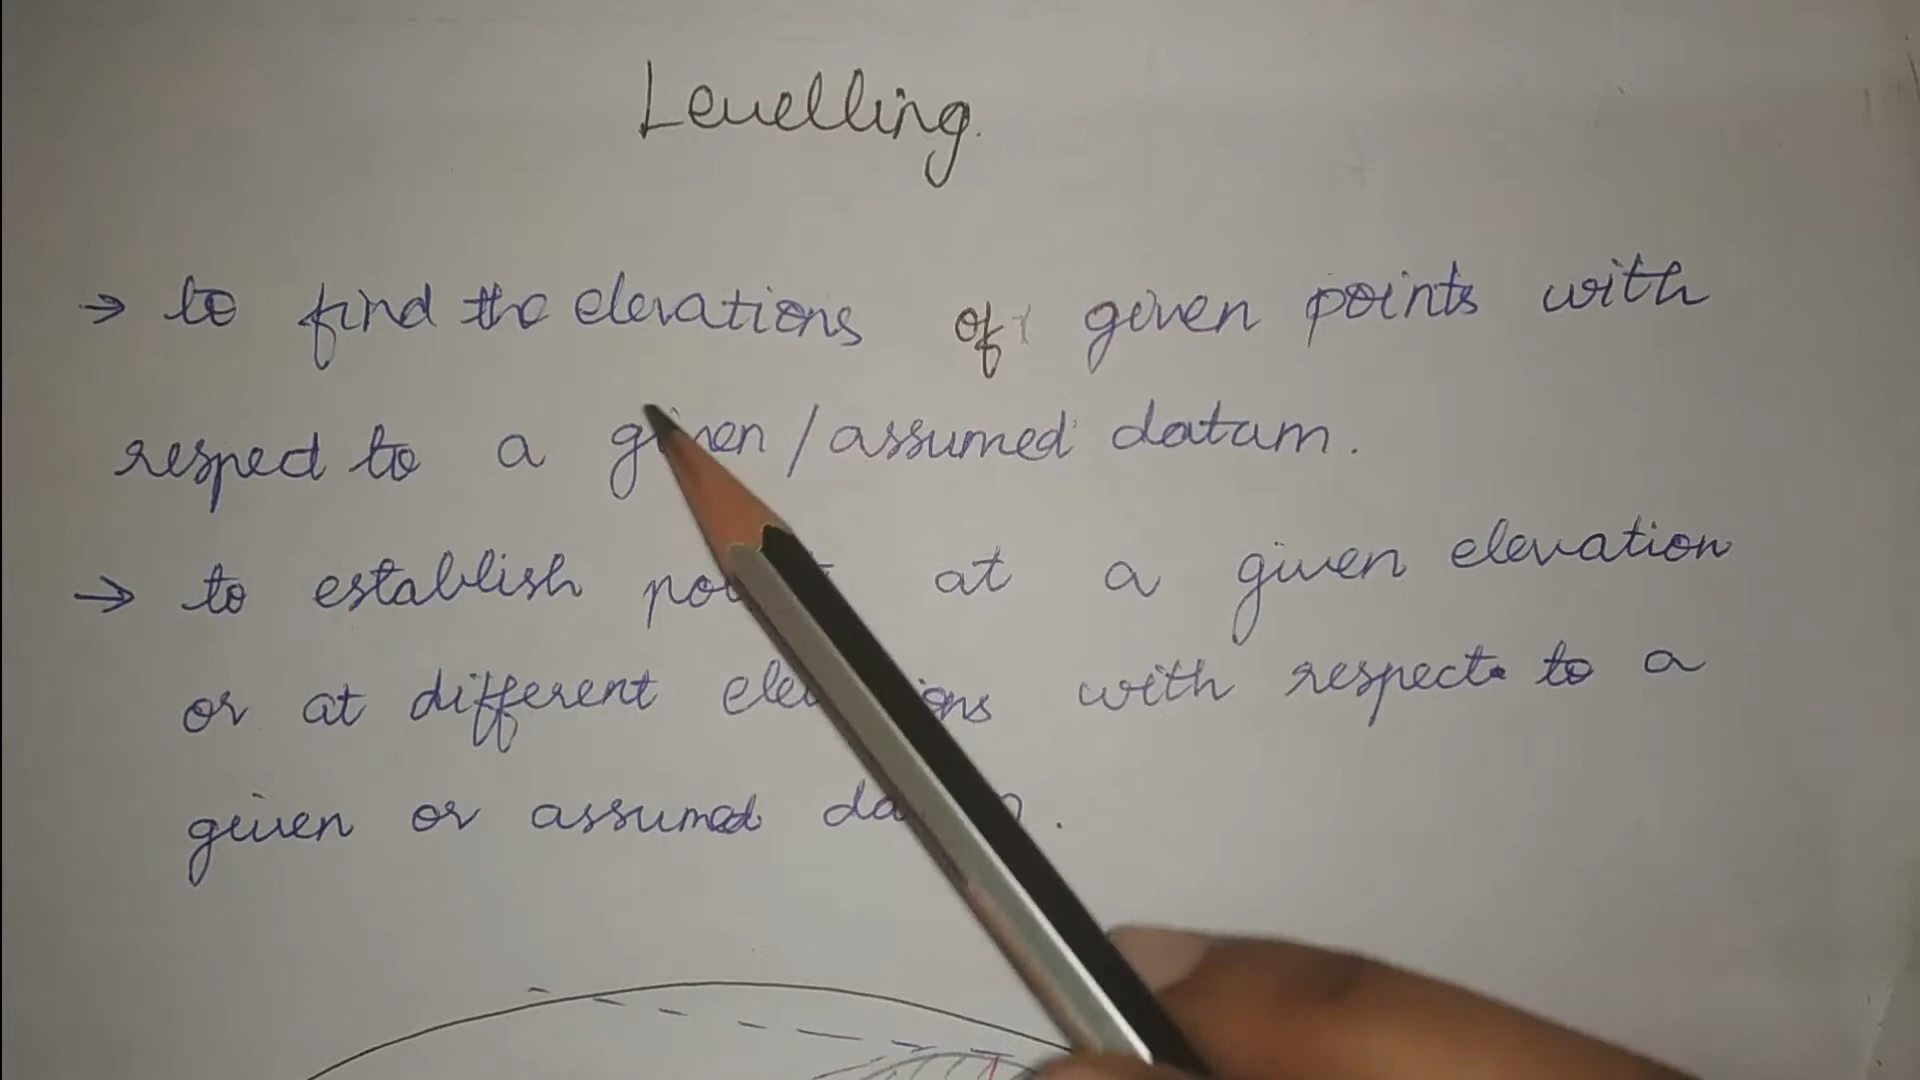 Levelling.
→ to find the elevations of given points with
respect to a given / assumed datum.
→ to establish at a given elevation
or at different with respect to a
given or assumed